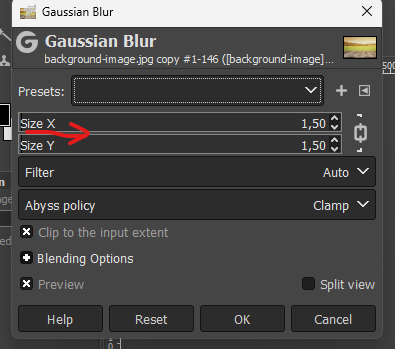 Gaussian Blur
Gaussian Blur
background-image.jpg copy #1-146 ([background-image]...
Presets:
Size X 1,50
Size Y 1,50
Filter Auto
Abyss policy Clamp
Clip to the input extent
Blending Options
Preview Split view
Help Reset OK Cancel